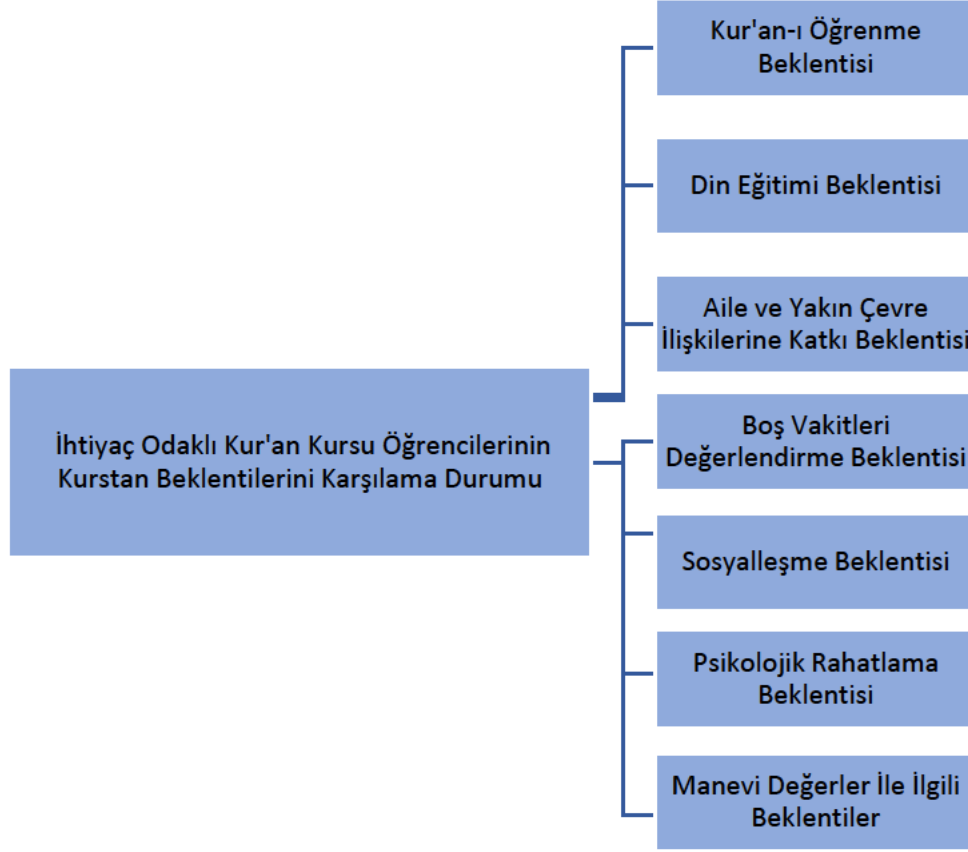 Kur'an-ı Öğrenme
Beklentisi
Din Eğitimi Beklentisi
Aile ve Yakın Çevre
İlişkilerine Katkı Beklentisi
İhtiyaç Odaklı Kur'an Kursu Öğrencilerinin
Kurstan Beklentilerini Karşılama Durumu
Boş Vakitleri
Değerlendirme Beklentisi
Sosyalleşme Beklentisi
Psikolojik Rahatlama
Beklentisi
Manevi Değerler İle İlgili
Beklentiler